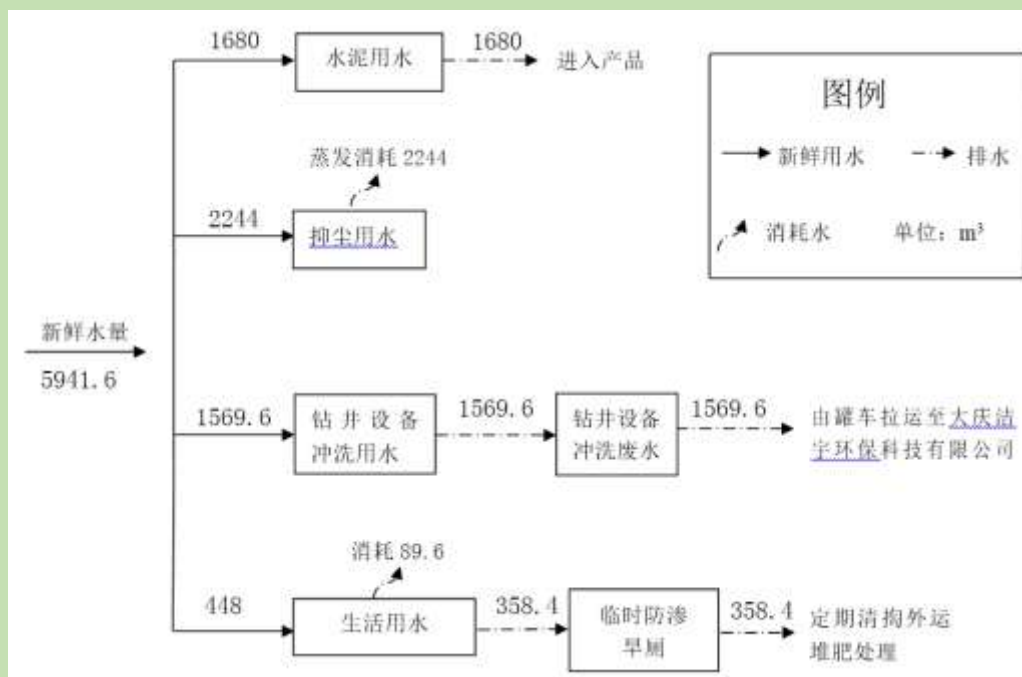 1680
水泥用水
1680
进入产品
图例
新鲜用水
排水
消耗水
单位：m³
蒸发消耗 2244
2244
抑尘用水
新鲜水量
5941.6
1569.6
钻井设备
冲洗用水
1569.6
钻井设备
冲洗废水
1569.6
由罐车拉运至大庆洁
宇环保科技有限公司
消耗 89.6
448
生活用水
358.4
临时防渗
旱厕
358.4
定期清掏外运
堆肥处理